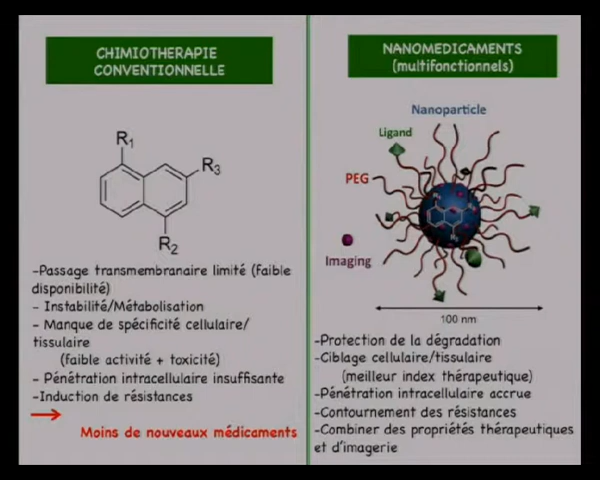 CHIMIOTHERAPIE
CONVENTIONNELLE
R1
R3
R2
-Passage transmembranaire limité (faible
disponibilité)
- Instabilité/Métabolisation
- Manque de spécificité cellulaire/
tissulaire
(faible activité + toxicité)
- Pénétration intracellulaire insuffisante
-Induction de résistances
Moins de nouveaux médicaments
NANOMEDICAMENTS
(multifonctionnels)
Nanoparticle
Ligand
PEG
Imaging
100 nm
-Protection de la dégradation
-Ciblage cellulaire/tissulaire
(meilleur index thérapeutique)
-Pénétration intracellulaire accrue
-Contournement des résistances
-Combiner des propriétés thérapeutiques
et d'imagerie